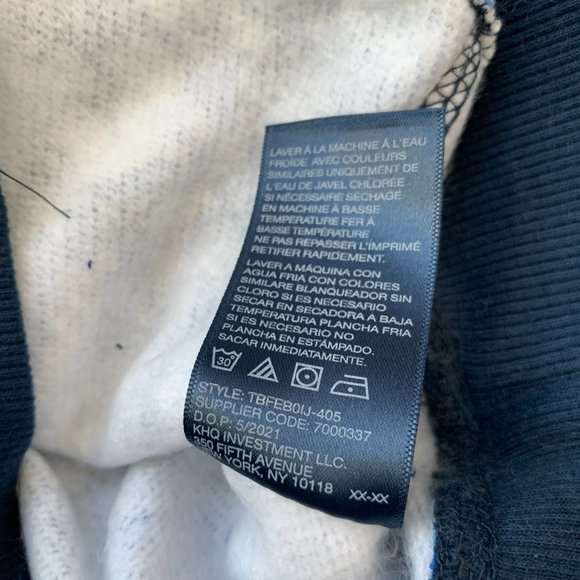 LAVER À LA MACHINE À L'EAU
FROIDE AVEC COULEURS
SIMILAIRES UNIQUEMENT DE
L'EAU DE JAVEL CHLORÉE
SI NÉCESSAIRE SÉCHAGE
EN MACHINE À BASSE
TEMPERATURE FER À
BASSE TEMPÉRATURE
NE PAS REPASSER L'IMPRIMÉ
RETIRER RAPIDEMENT.
LAVER A MÁQUINA CON
AGUA FRIA CON COLORES
SIMILARE BLANQUEADOR SIN
CLORO SI ES NECESARIO
SECAR EN SECADORA A BAJA
TEMPERATURA PLANCHA FRIA
SI ES NECESARIO NO
PLANCHA EN ESTÁMPADO.
SACAR INMEDIATAMENTE.
30
STYLE: TBFEB0IJ-405
SUPPLIER CODE: 7000337
D.O.P: 5/2021
KHQ INVESTMENT LLC.
350 FIFTH AVENUE
NEW YORK, NY 10118
XX-XX